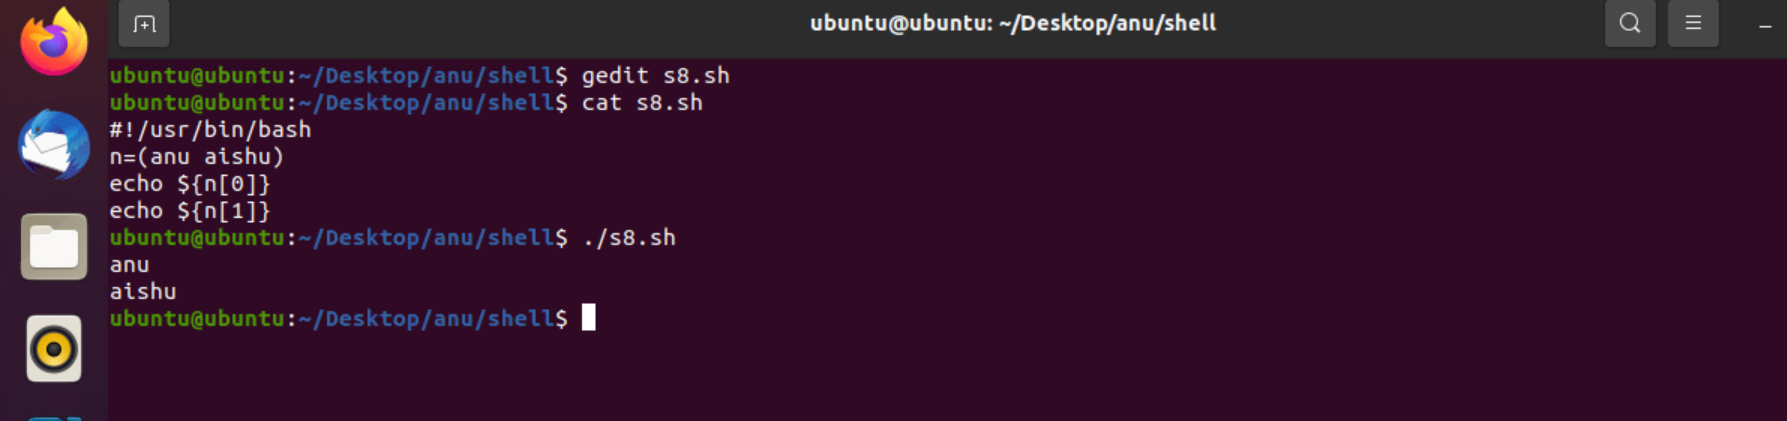 ubuntu@ubuntu: ~/Desktop/anu/shell
ubuntu@ubuntu:~/Desktop/anu/shell$ gedit s8.sh
ubuntu@ubuntu:~/Desktop/anu/shell$ cat s8.sh
#!/usr/bin/bash
n=(anu aishu)
echo ${n[0]}
echo ${n[1]}
ubuntu@ubuntu:~/Desktop/anu/shell$ ./s8.sh
anu
aishu
ubuntu@ubuntu:~/Desktop/anu/shell$